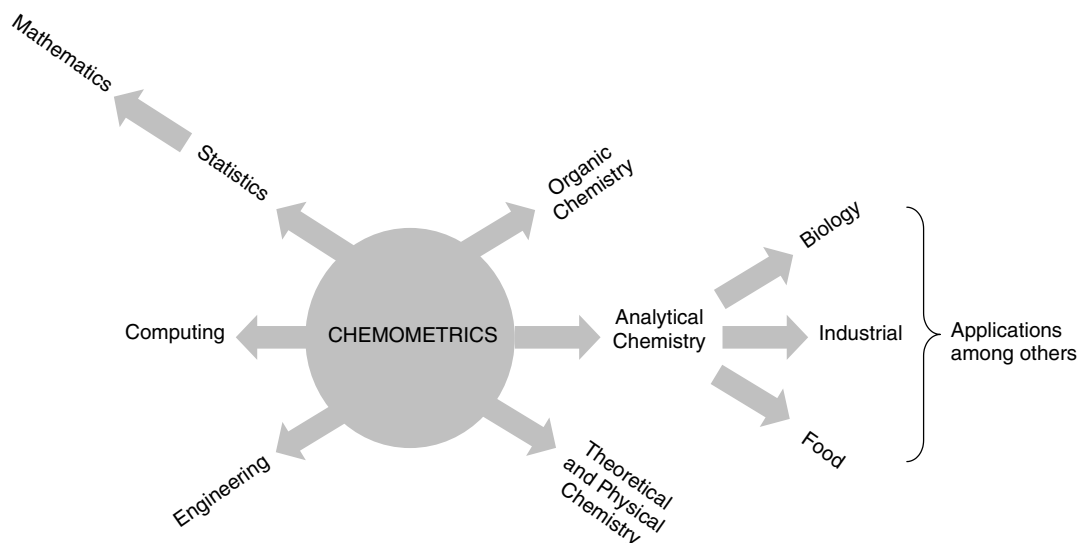 Mathematics
Statistics
Organic
Chemistry
Biology
Computing
CHEMOMETRICS
Analytical
Chemistry
Industrial
Applications
among others
Engineering
Theoretical
and Physical
Chemistry
Food